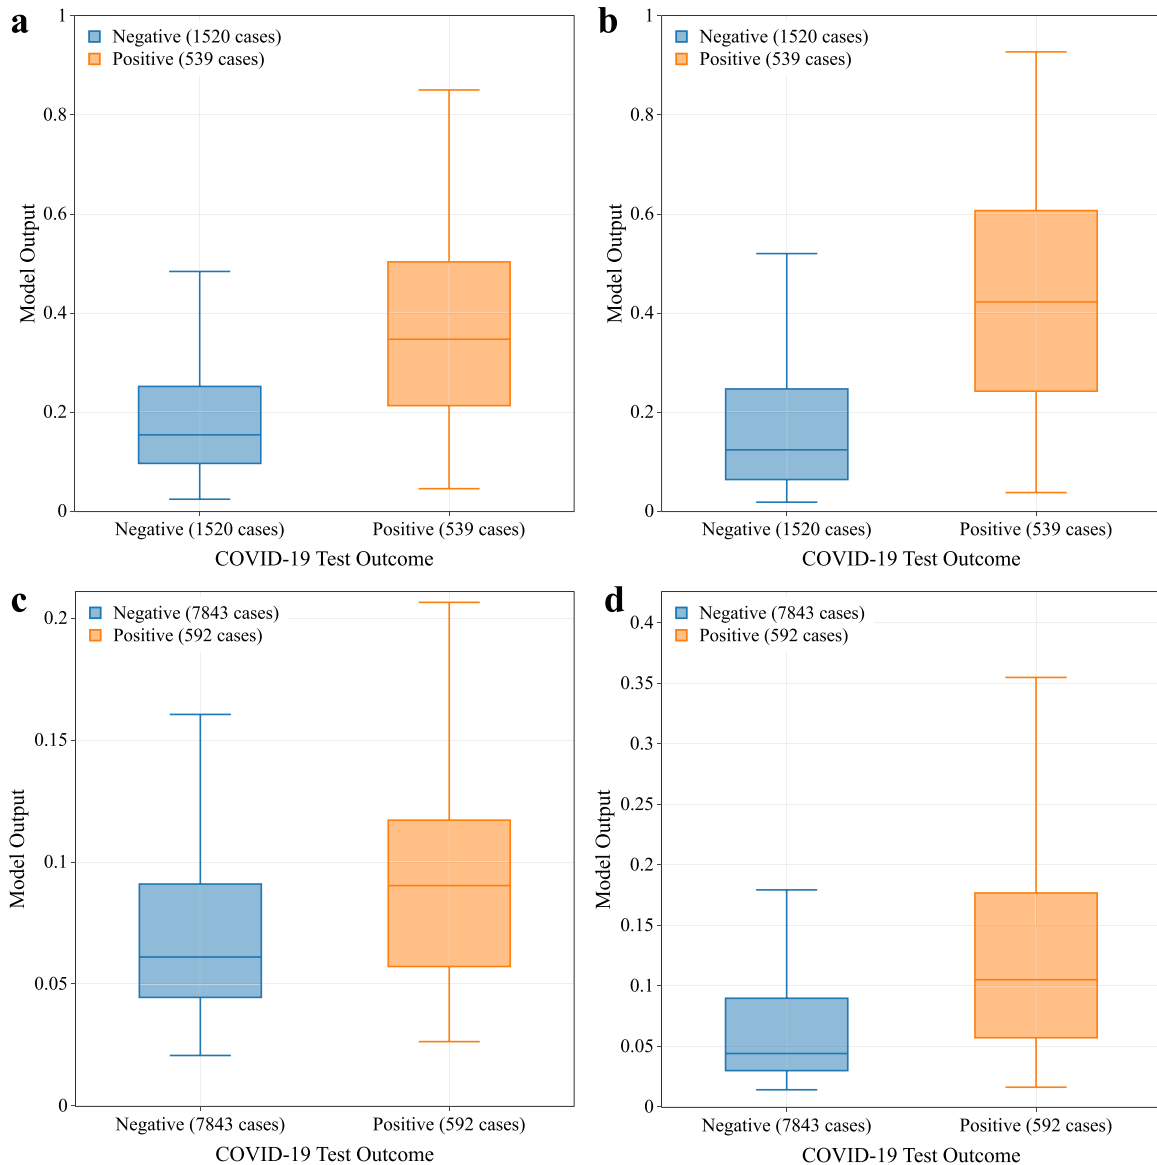 a
Negative (1520 cases)
Positive (539 cases)
1
0.8
0.6
0.4
0.2
0
Model Output
Negative (1520 cases)
Positive (539 cases)
COVID-19 Test Outcome
b
Negative (1520 cases)
Positive (539 cases)
1
0.8
0.6
0.4
0.2
0
Model Output
Negative (1520 cases)
Positive (539 cases)
COVID-19 Test Outcome
c
Negative (7843 cases)
Positive (592 cases)
0.2
0.15
0.1
0.05
0
Model Output
Negative (7843 cases)
Positive (592 cases)
COVID-19 Test Outcome
d
Negative (7843 cases)
Positive (592 cases)
0.4
0.35
0.3
0.25
0.2
0.15
0.1
0.05
0
Model Output
Negative (7843 cases)
Positive (592 cases)
COVID-19 Test Outcome